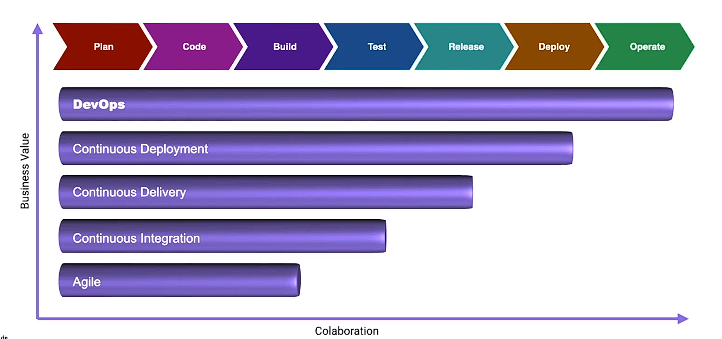 Plan
Code
Build
Test
Release
Deploy
Operate
DevOps
Continuous Deployment
Continuous Delivery
Continuous Integration
Agile
Business Value
Colaboration